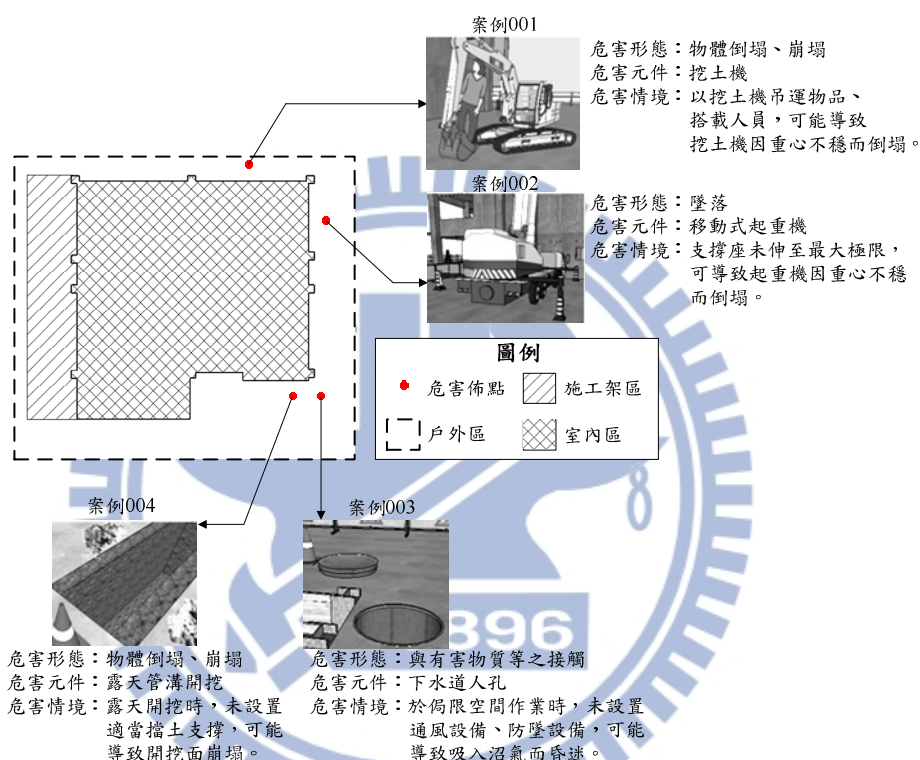 案例001
危害形態：物體倒塌、崩塌
危害元件：挖土機
危害情境：以挖土機吊運物品、
搭載人員，可能導致
挖土機因重心不穩而倒塌。
案例002
危害形態：墜落
危害元件：移動式起重機
危害情境：支撐座未伸至最大極限，
可導致起重機因重心不穩
而倒塌。
圖例
危害佈點
施工架區
戶外區
室內區
案例004
危害形態：物體倒塌、崩塌
危害元件：露天管溝開挖
危害情境：露天開挖時，未設置
適當擋土支撐，可能
導致開挖面崩塌。
案例003
危害形態：與有害物質等之接觸
危害元件：下水道人孔
危害情境：於侷限空間作業時，未設置
通風設備、防墜設備，可能
導致吸入沼氣而昏迷。
8
896